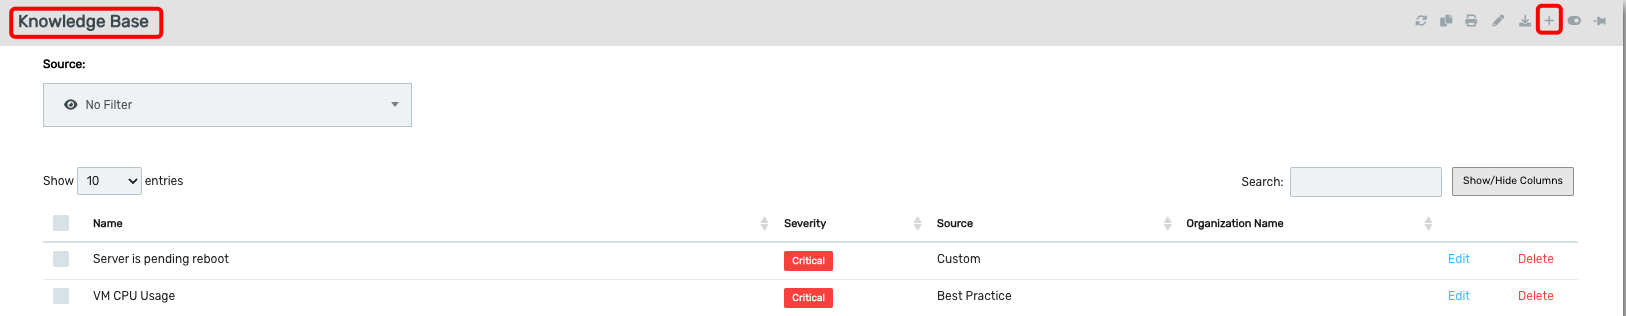 Knowledge Base
Source:
No Filter
Show 10 entries
Search:
Show/Hide Columns
Name Severity Source Organization Name
Server is pending reboot Critical Custom Edit Delete
VM CPU Usage Critical Best Practice Edit Delete